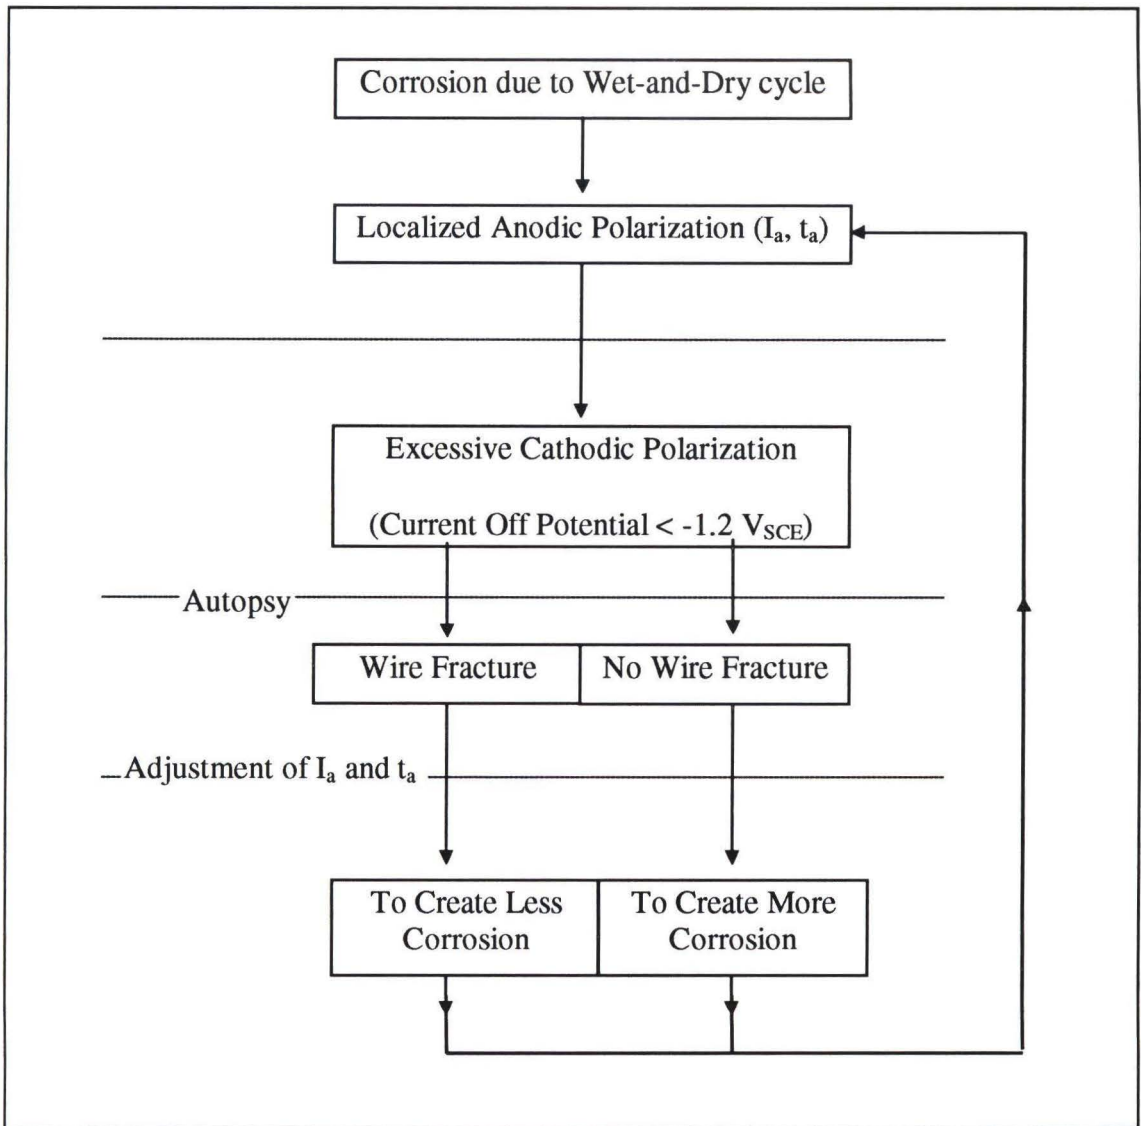 Corrosion due to Wet-and-Dry cycle
Localized Anodic Polarization (Iₐ, tₐ)
Excessive Cathodic Polarization
(Current Off Potential < -1.2 V_SCE)
Autopsy
Wire Fracture
No Wire Fracture
Adjustment of Iₐ and tₐ
To Create Less
Corrosion
To Create More
Corrosion